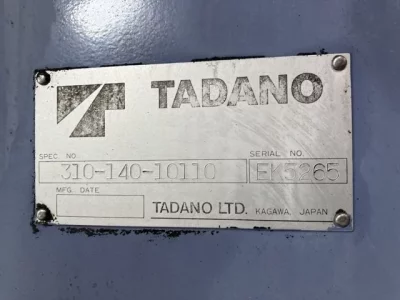 TADANO
SPEC. NO. SERIAL NO.
310-140-10110
MFG. DATE
TADANO LTD. KAGAWA, JAPAN